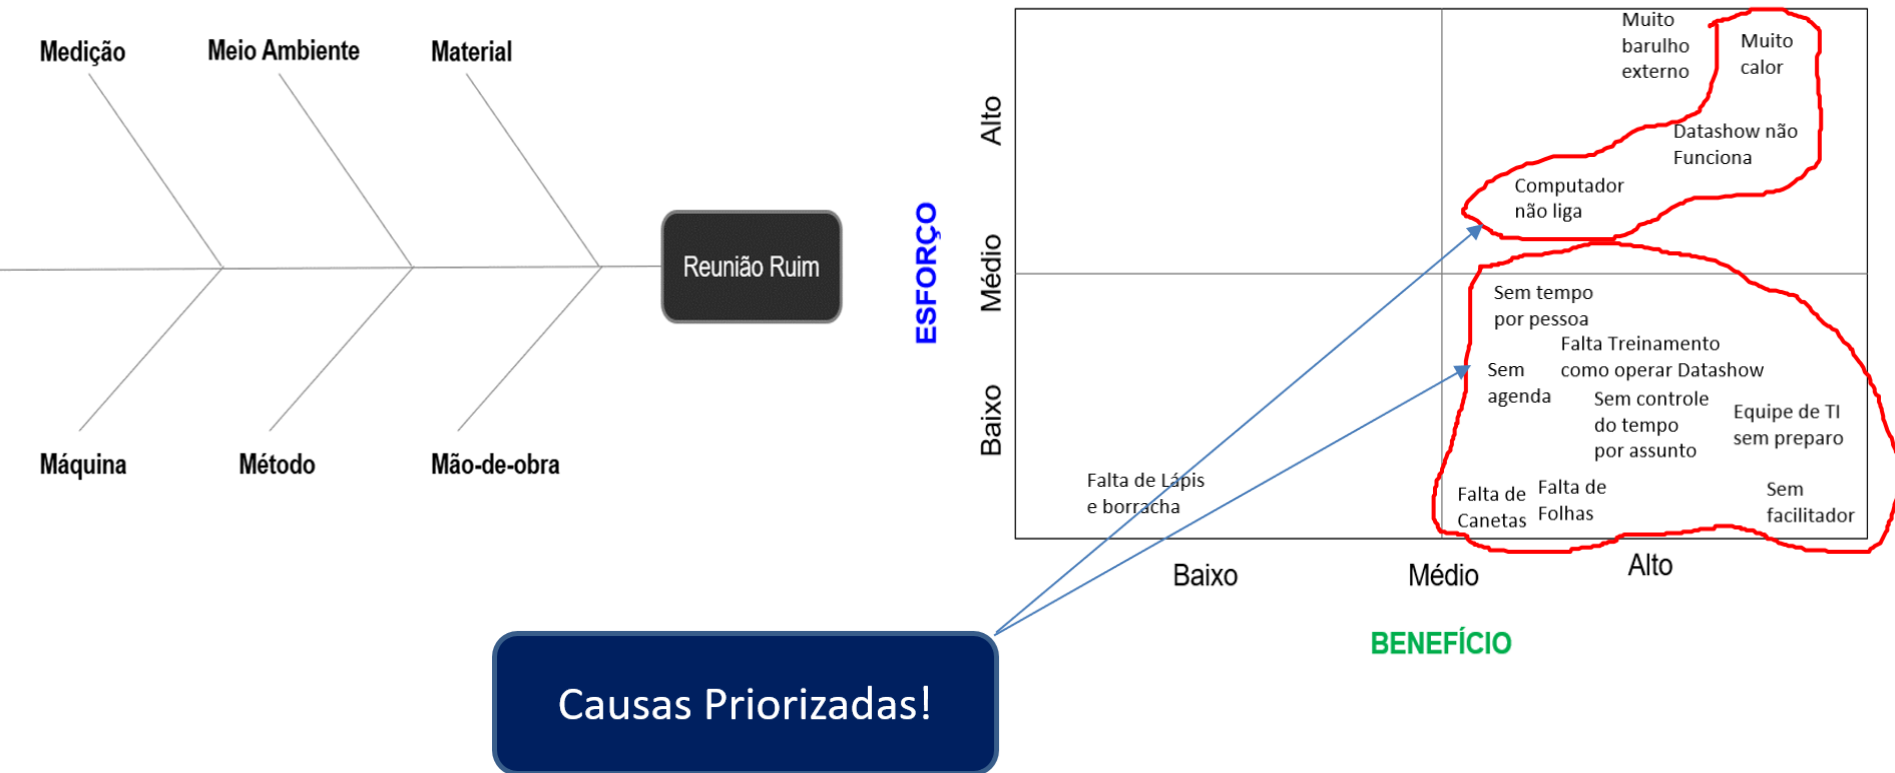 Medição
Meio Ambiente
Material
Reunião Ruim
Máquina
Método
Mão-de-obra
ESFORÇO
Alto
Médio
Baixo
Muito
barulho
externo
Muito
calor
Datashow não
Funciona
Computador
não liga
Sem tempo
por pessoa
Falta Treinamento
como operar Datashow
Sem
agenda
Sem controle
do tempo
por assunto
Equipe de TI
sem preparo
Falta de Lápis
e borracha
Falta de
Canetas
Falta de
Folhas
Sem
facilitador
Baixo
Médio
Alto
BENEFÍCIO
Causas Priorizadas!